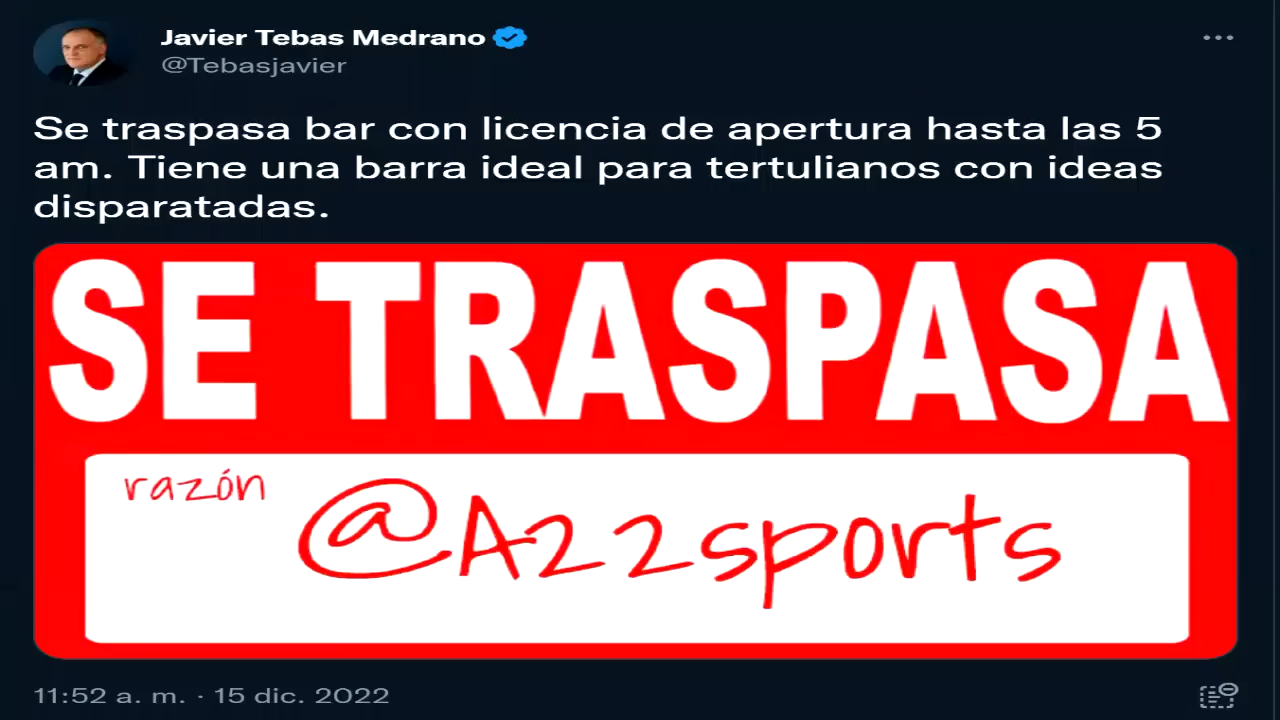 Javier Tebas Medrano
@Tebasjavier
Se traspasa bar con licencia de apertura hasta las 5
am. Tiene una barra ideal para tertulianos con ideas
disparatadas.
SE TRASPASA
razón
@A22sports
11:52 a. m. · 15 dic. 2022